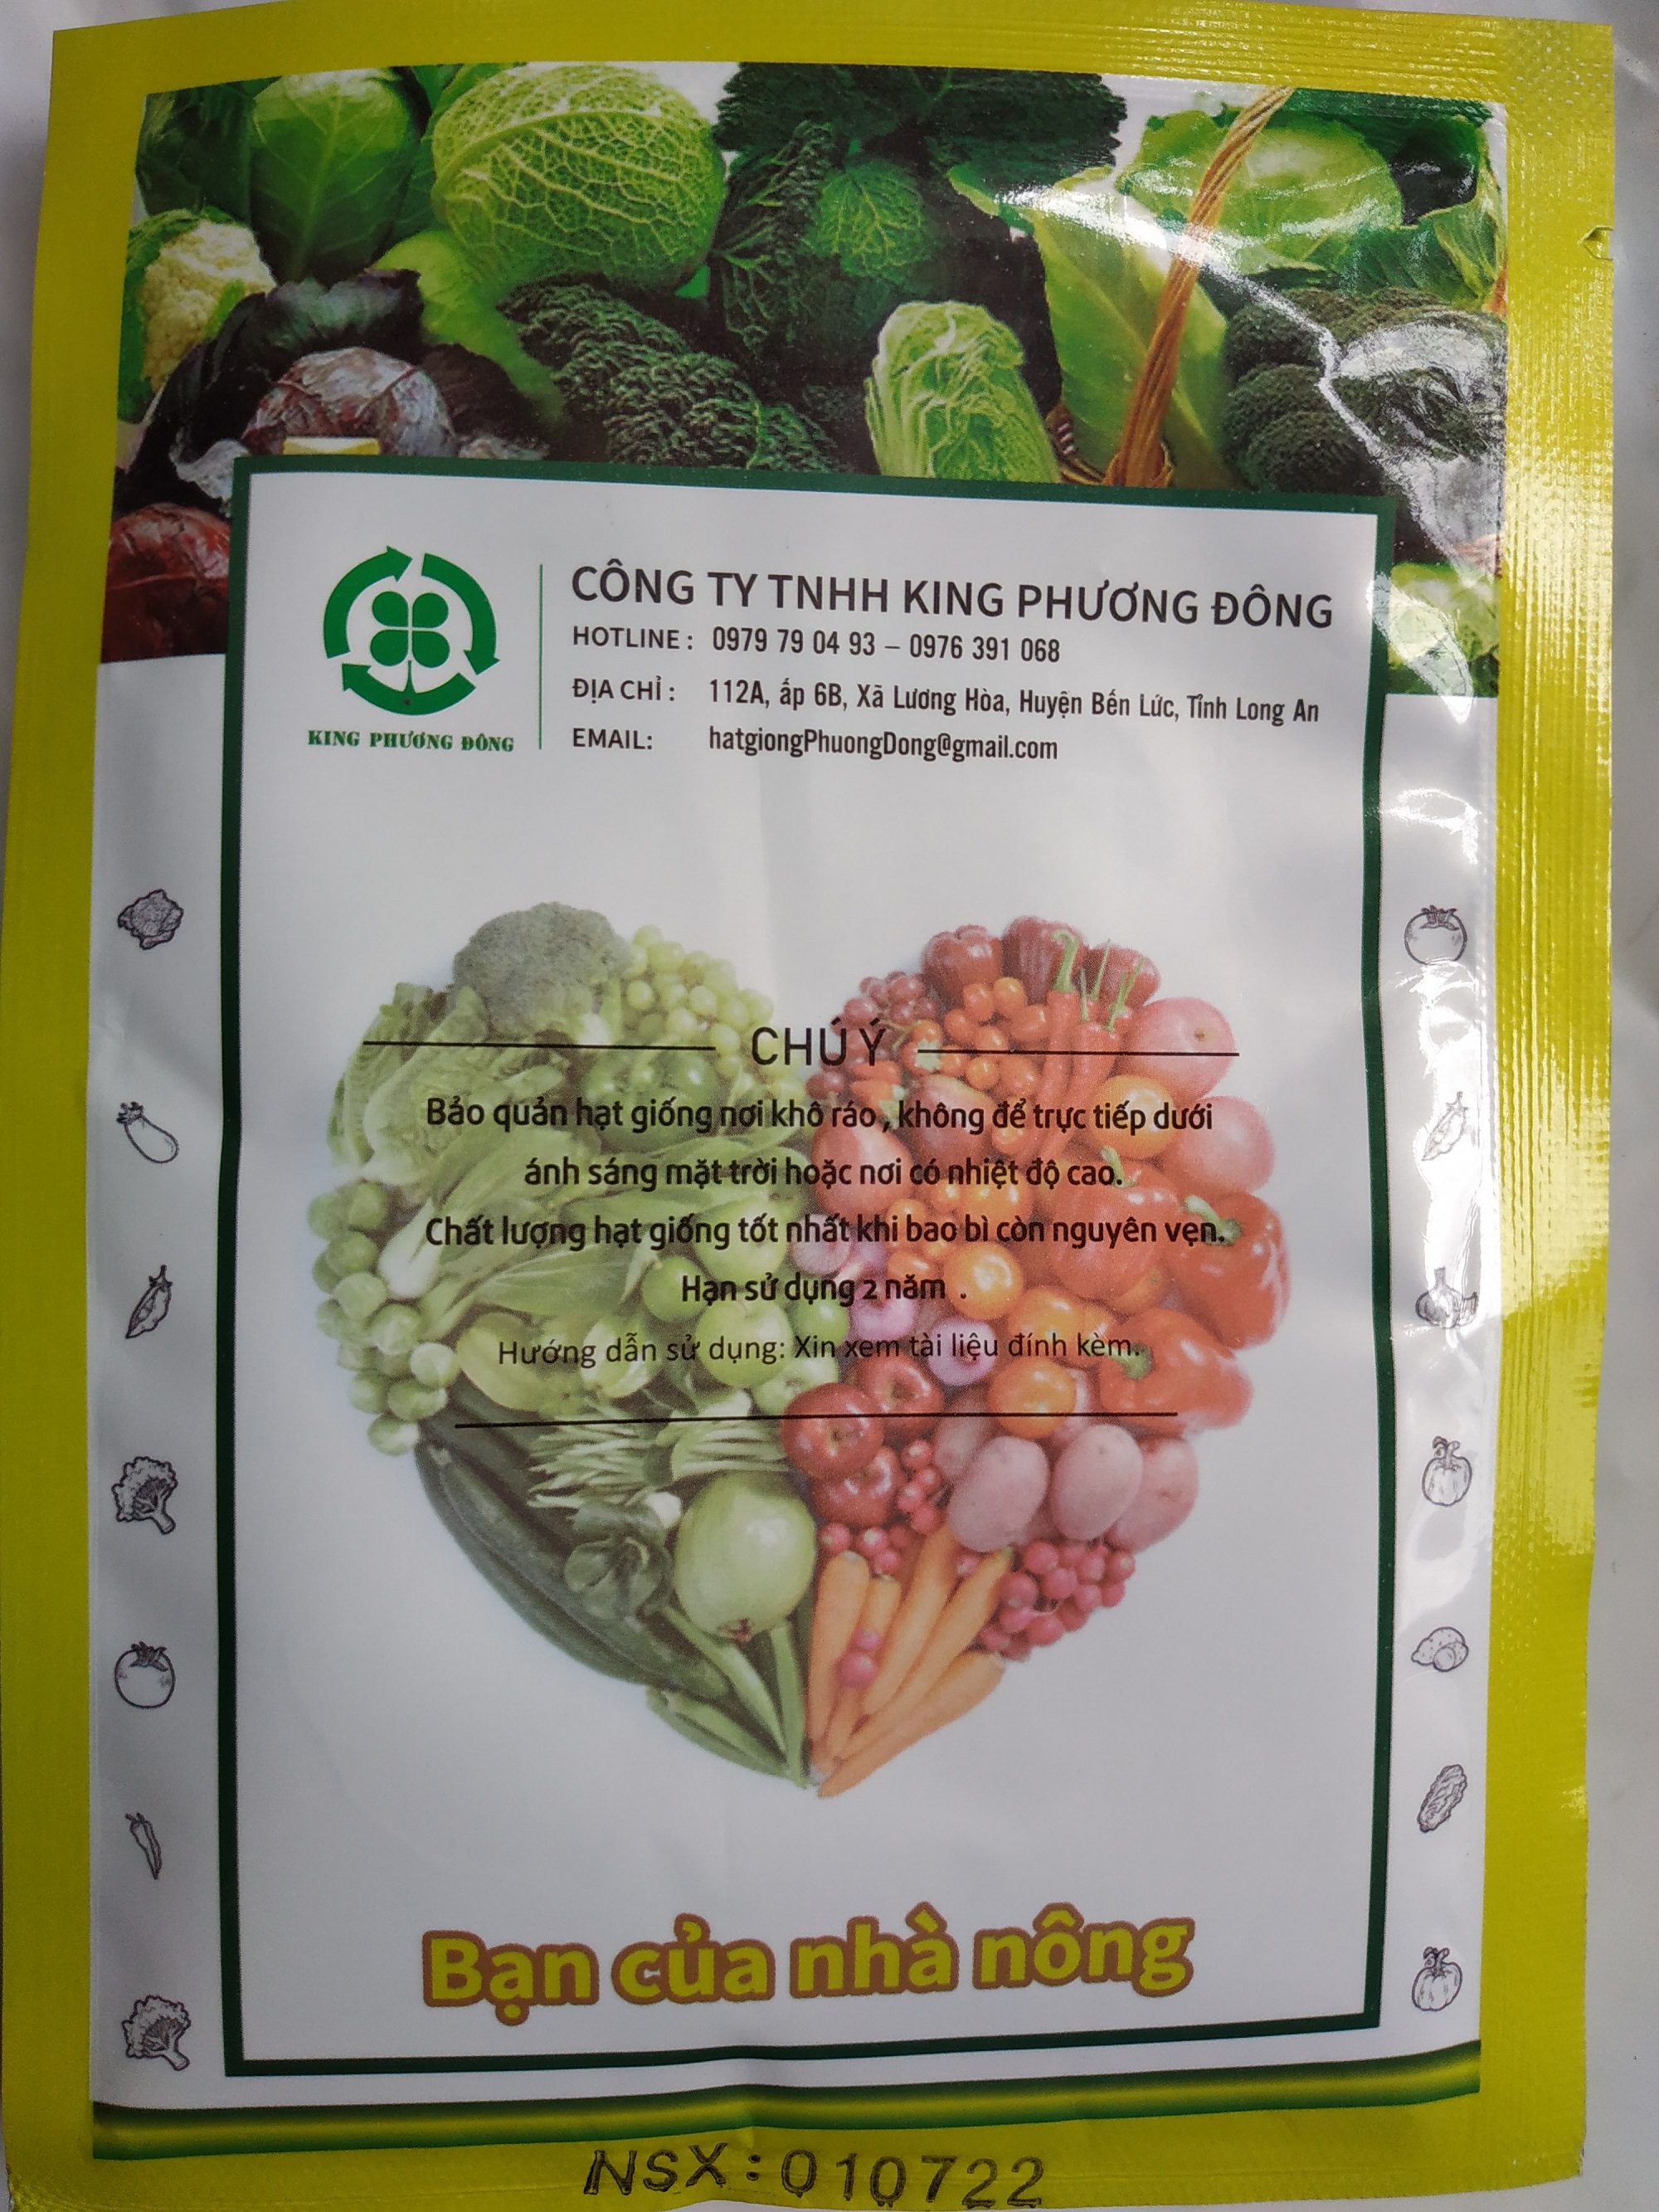 CÔNG TY TNHH KING PHƯƠNG ĐÔNG
HOTLINE : 0979 79 04 93 – 0976 391 068
ĐỊA CHỈ : 112A, ấp 6B, Xã Lương Hòa, Huyện Bến Lức, Tỉnh Long An
EMAIL: hatgiongPhuongDong@gmail.com
KING PHƯƠNG ĐÔNG
CHÚ Ý
Bảo quản hạt giống nơi khô ráo , không để trực tiếp dưới
ánh sáng mặt trời hoặc nơi có nhiệt độ cao.
Chất lượng hạt giống tốt nhất khi bao bì còn nguyên vẹn.
Hạn sử dụng 2 năm .
Hướng dẫn sử dụng: Xin xem tài liệu đính kèm.
Bạn của nhà nông
NSX: 010722